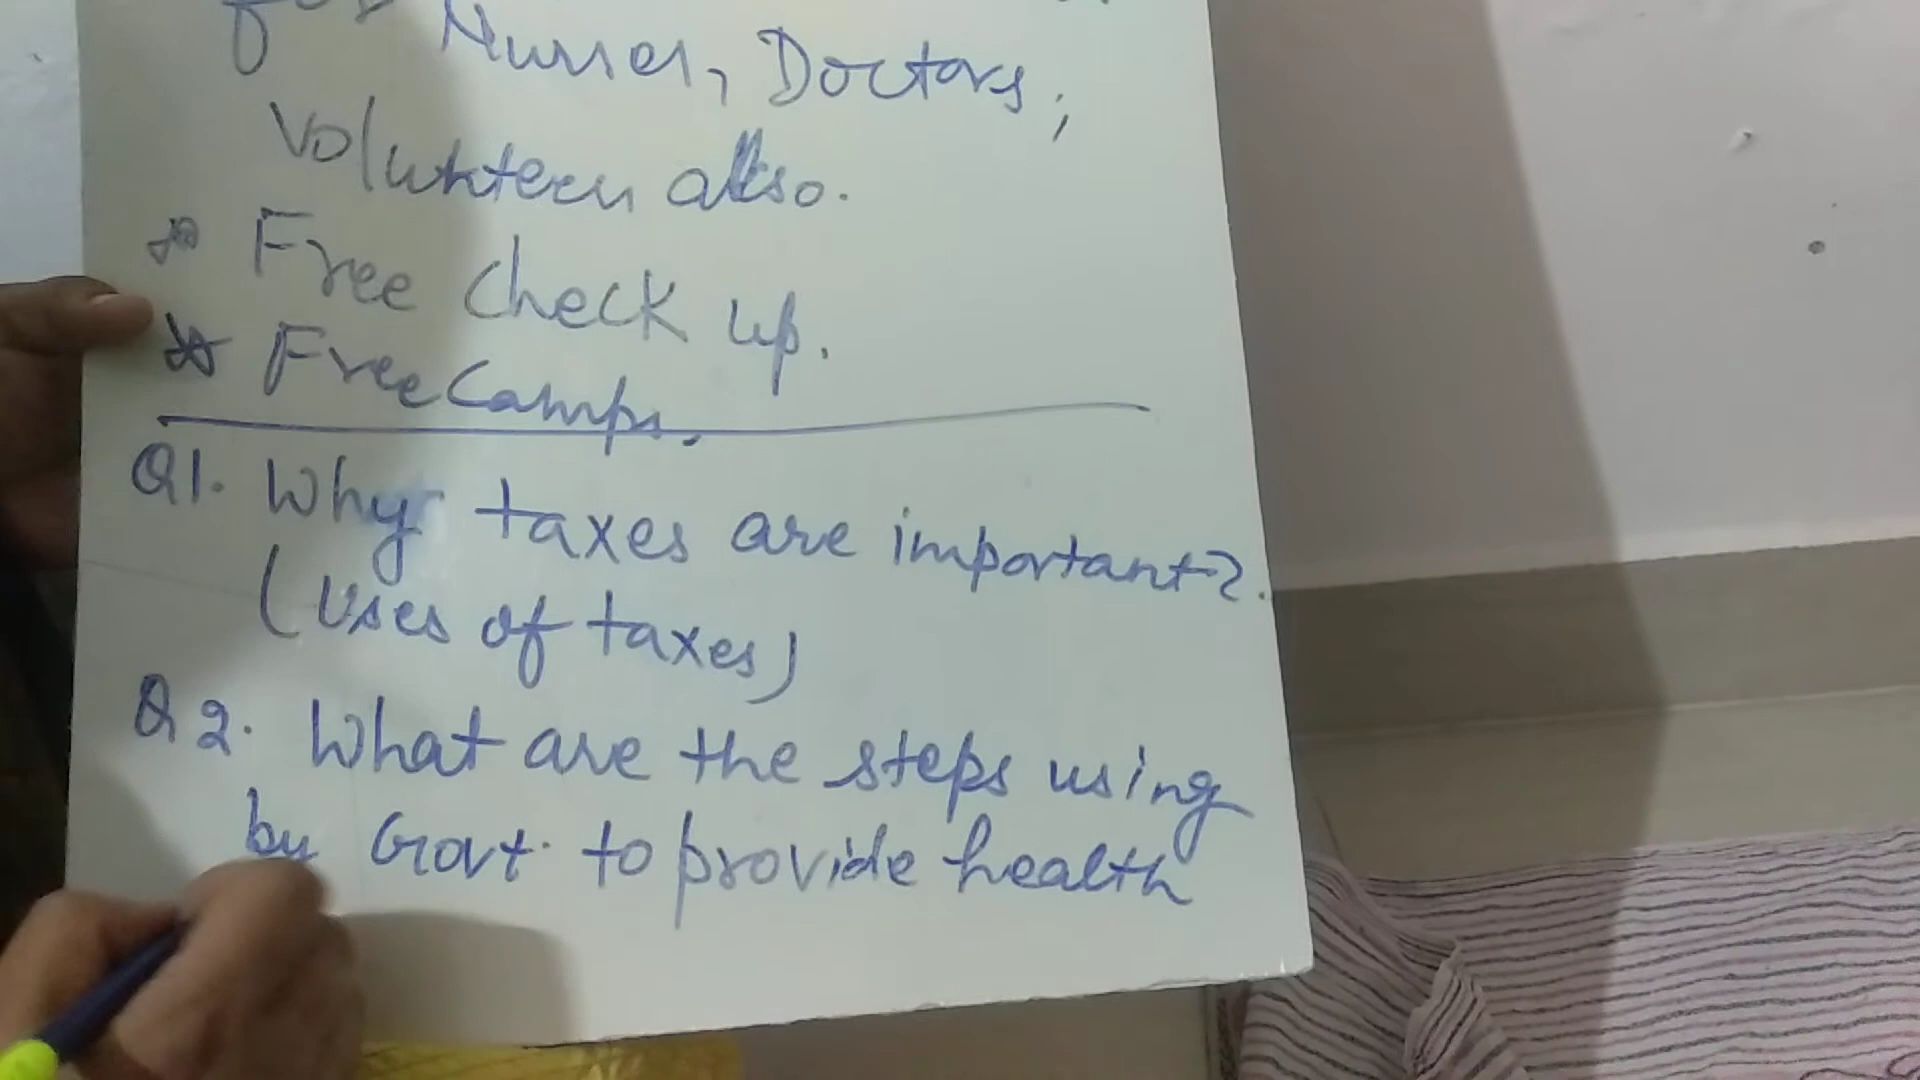 Nurses, Doctors,
Volunteers also.
Free Check up.
Free Camps.
Q1. Why taxes are important?.
(Uses of taxes)
Q2. What are the steps using
by Govt. to provide health